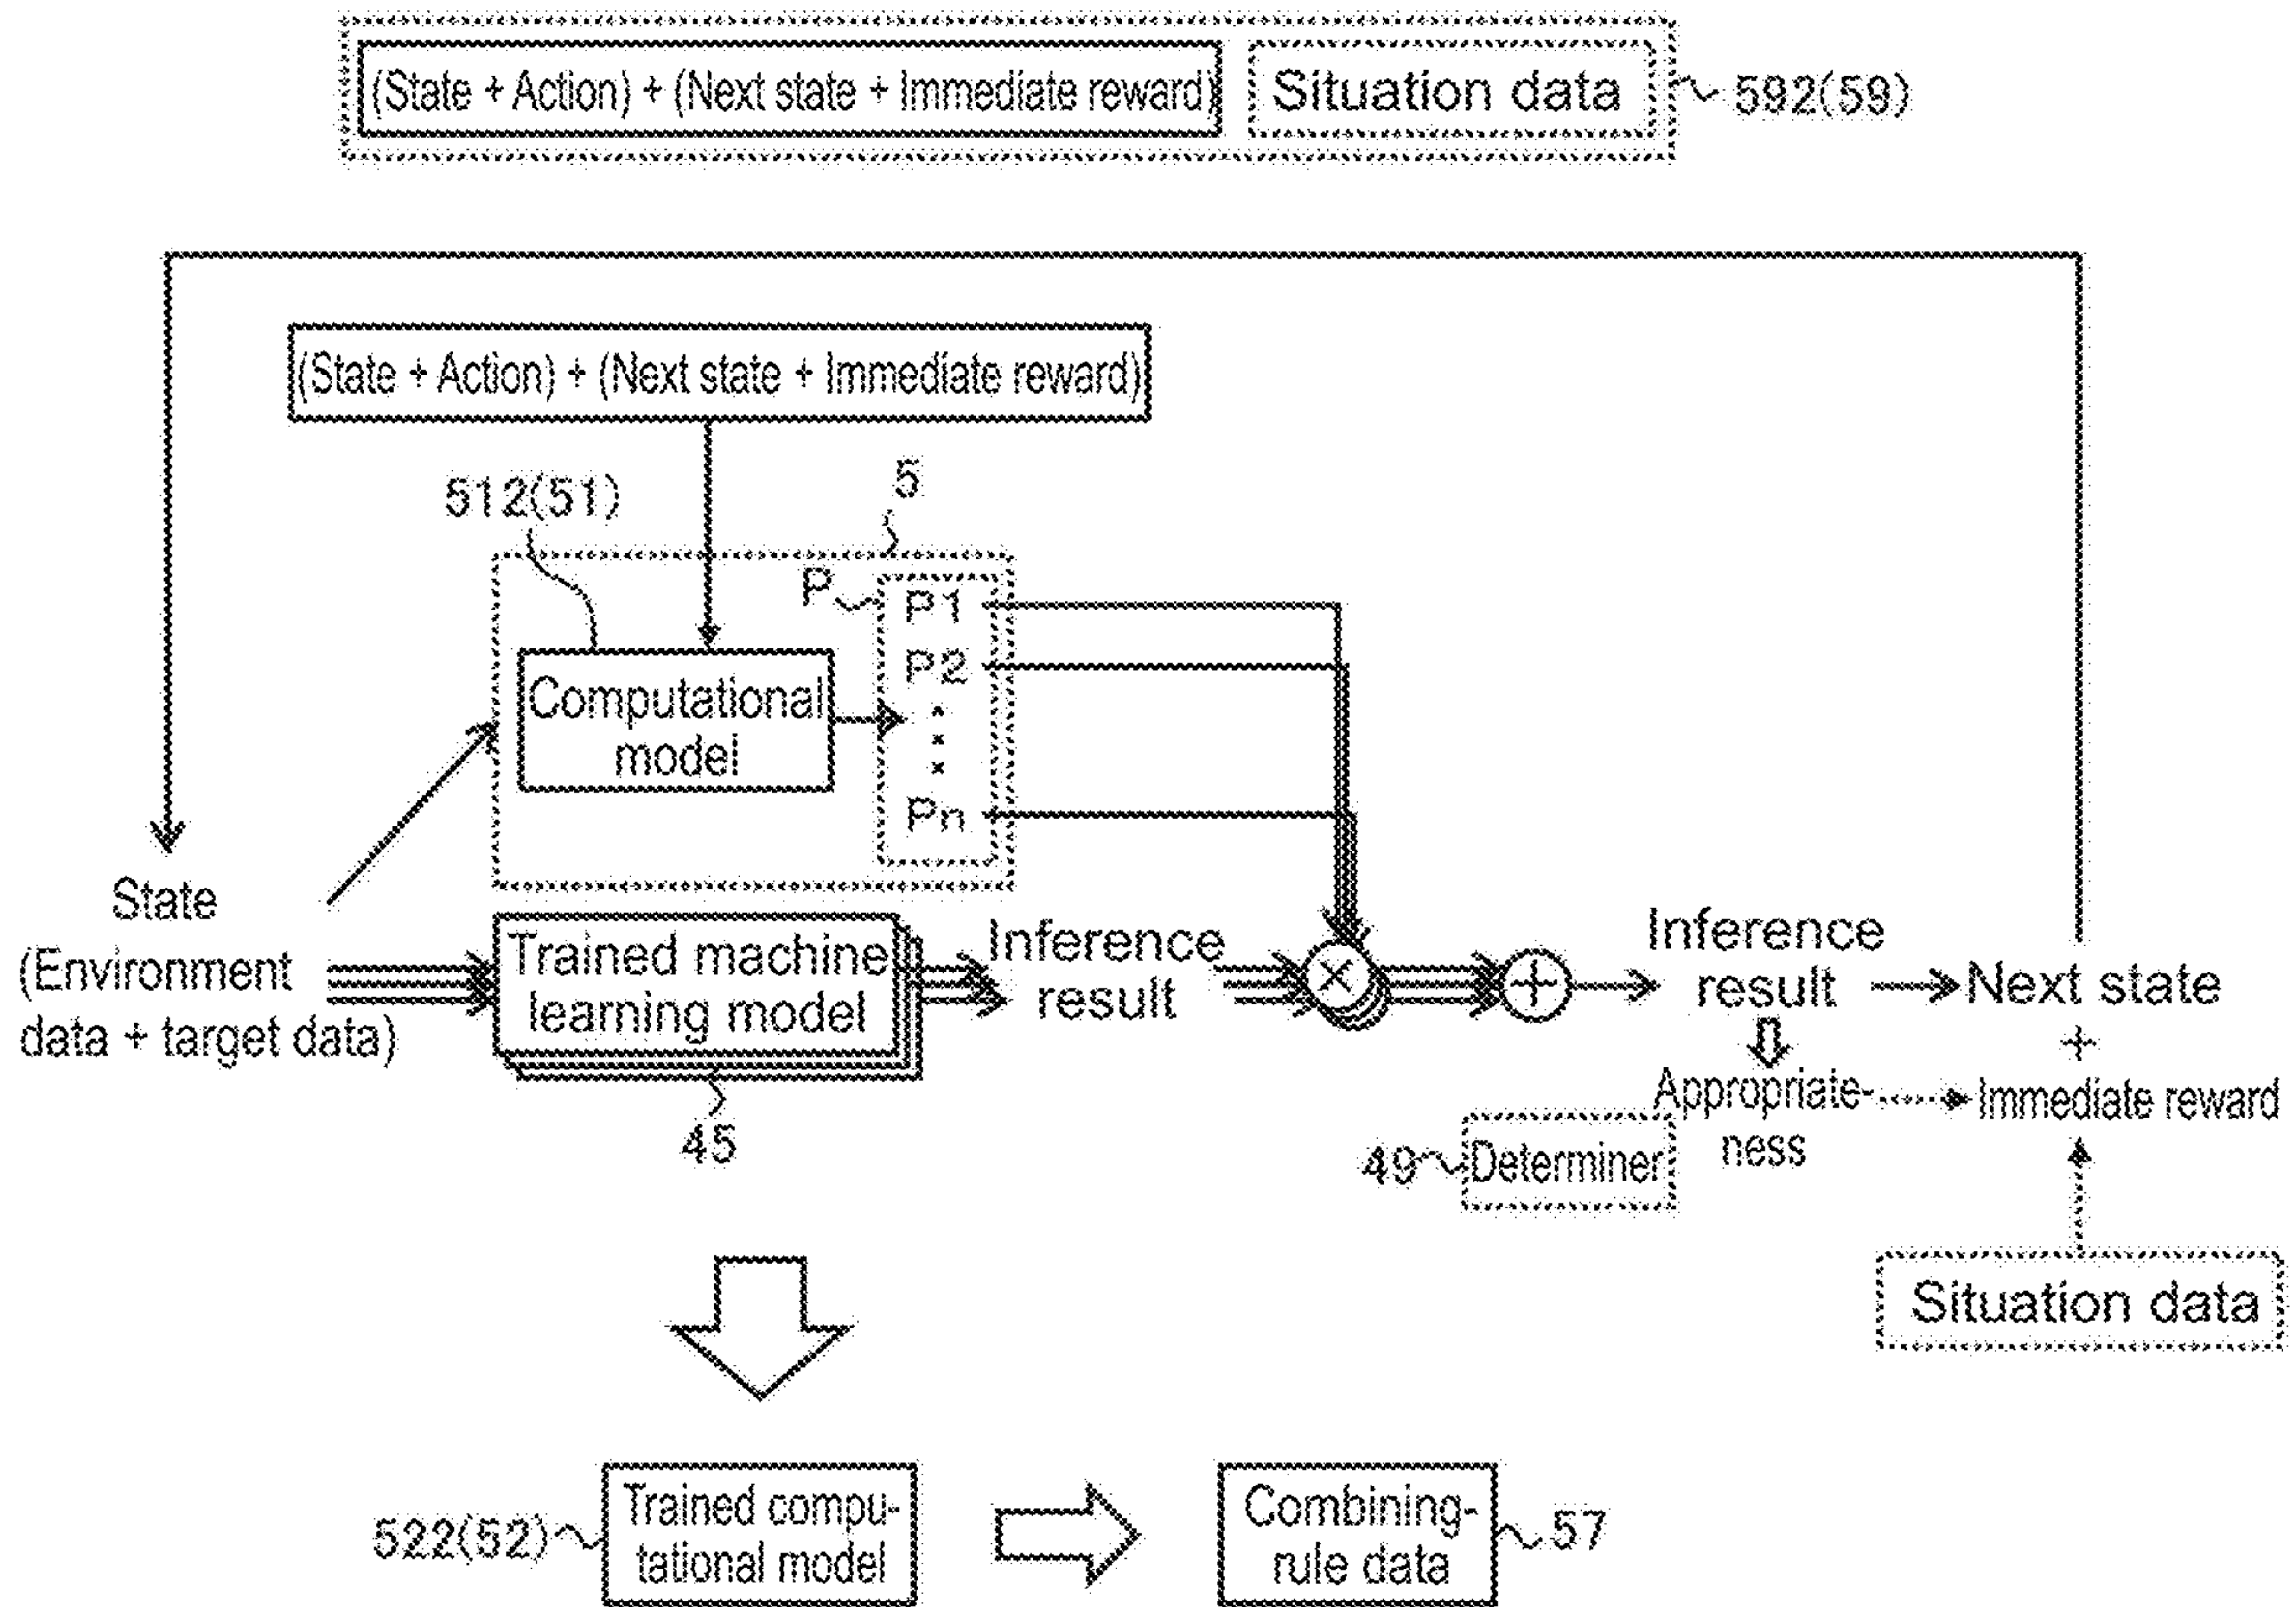 (State + Action) + (Next state + Immediate reward)
Situation data
592(59)
(State + Action) + (Next state + Immediate reward)
512(51)
5
P
P1
P2
Pn
Computational
model
State
(Environment
data + target data)
Trained machine
learning model
45
Inference
result
×
+
Inference
result
Next state
+
Immediate reward
Appropriate-
ness
49
Determiner
Situation data
522(52)
Trained compu-
tational model
Combining-
rule data
57